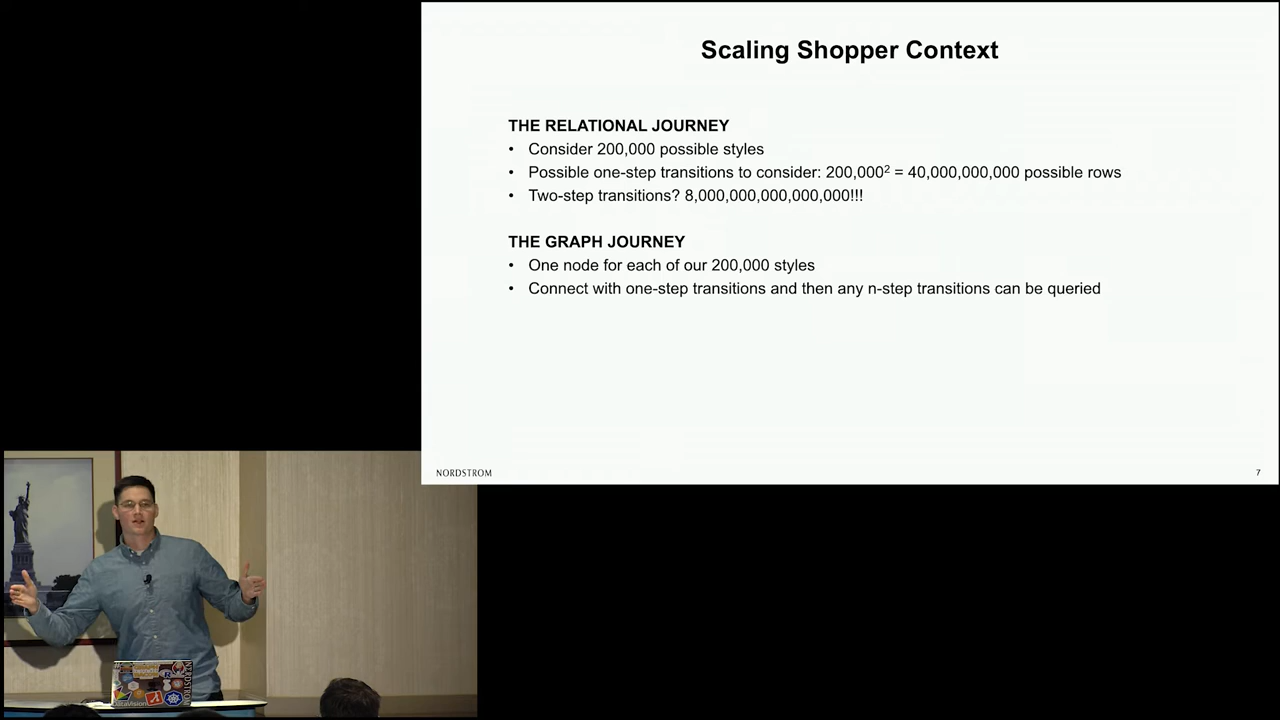 Scaling Shopper Context
THE RELATIONAL JOURNEY
• Consider 200,000 possible styles
• Possible one-step transitions to consider: 200,000² = 40,000,000,000 possible rows
• Two-step transitions? 8,000,000,000,000,000!!!
THE GRAPH JOURNEY
• One node for each of our 200,000 styles
• Connect with one-step transitions and then any n-step transitions can be queried
NORDSTROM
7
NORDSTROM
DataVision